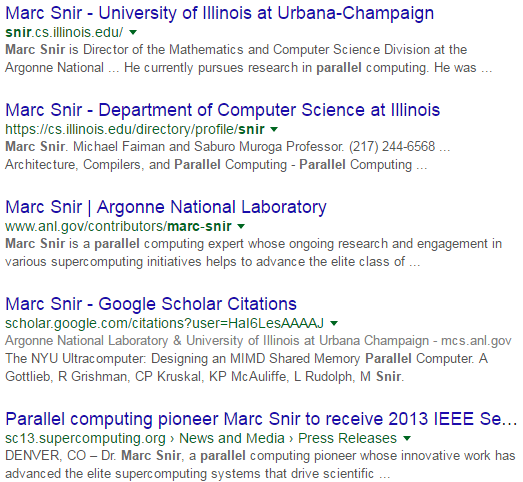 Marc Snir - University of Illinois at Urbana-Champaign
snir.cs.illinois.edu/
Marc Snir is Director of the Mathematics and Computer Science Division at the
Argonne National ... He currently pursues research in parallel computing. He was ...
Marc Snir - Department of Computer Science at Illinois
https://cs.illinois.edu/directory/profile/snir
Marc Snir. Michael Faiman and Saburo Muroga Professor. (217) 244-6568 ...
Architecture, Compilers, and Parallel Computing - Parallel Computing ...
Marc Snir | Argonne National Laboratory
www.anl.gov/contributors/marc-snir
Marc Snir is a parallel computing expert whose ongoing research and engagement in
various supercomputing initiatives helps to advance the elite class of ...
Marc Snir - Google Scholar Citations
scholar.google.com/citations?user=HaI6LesAAAAJ
Argonne National Laboratory & University of Illinois at Urbana Champaign - mcs.anl.gov
The NYU Ultracomputer: Designing an MIMD Shared Memory Parallel Computer. A
Gottlieb, R Grishman, CP Kruskal, KP McAuliffe, L Rudolph, M Snir.
Parallel computing pioneer Marc Snir to receive 2013 IEEE Se...
sc13.supercomputing.org › News and Media › Press Releases
DENVER, CO – Dr. Marc Snir, a parallel computing pioneer whose innovative work has
advanced the elite supercomputing systems that drive scientific ...